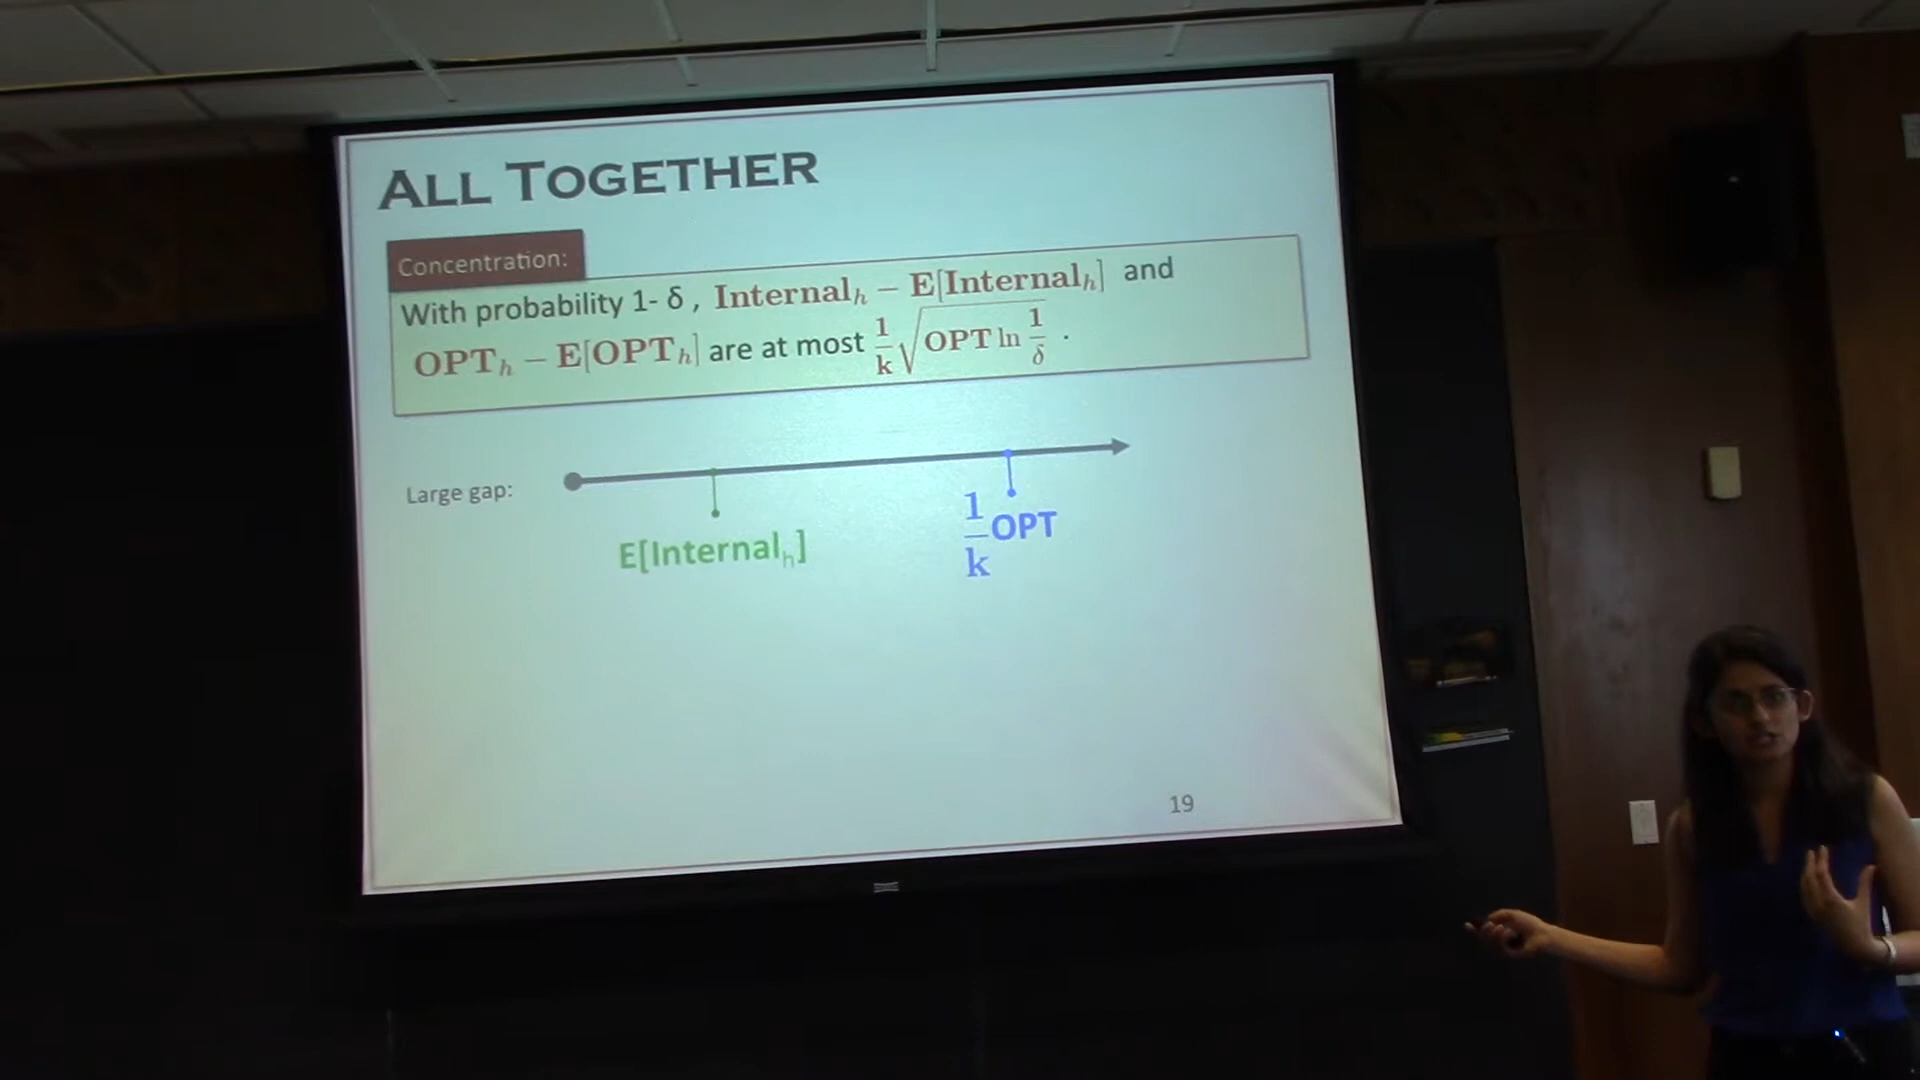 ALL TOGETHER
Concentration:
With probability 1- δ , Internal_h − E[Internal_h] and
OPT_h − E[OPT_h] are at most 1/k √(OPT ln 1/δ) .
Large gap:
E[Internal_h]
1/k OPT
19